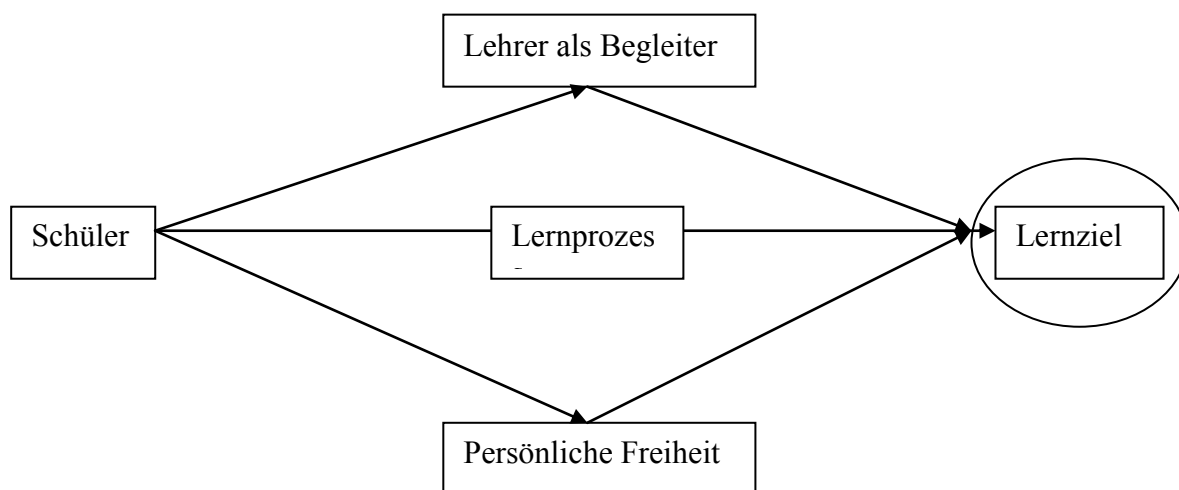 Lehrer als Begleiter
Schüler
Lernprozes
Lernziel
Persönliche Freiheit